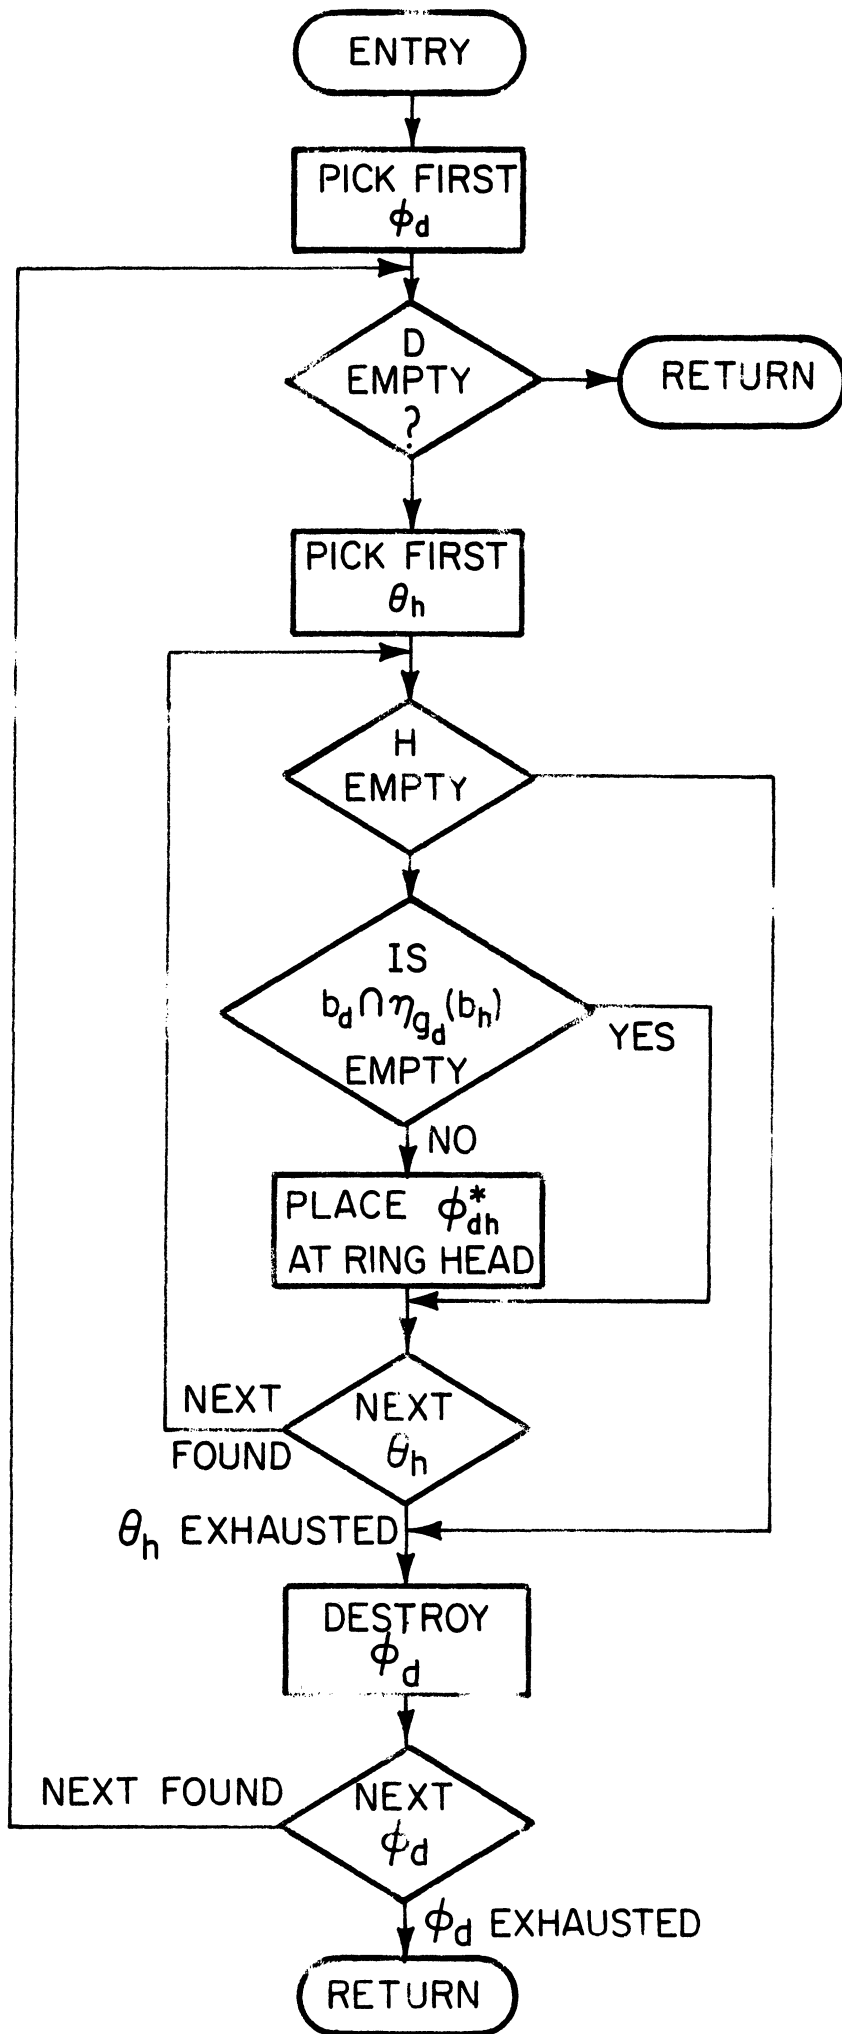 ENTRY
PICK FIRST
ϕd
D
EMPTY
?
RETURN
PICK FIRST
θh
H
EMPTY
IS
bd∩ηgd(bh)
EMPTY
YES
NO
PLACE ϕ*dh
AT RING HEAD
NEXT
FOUND
NEXT
θh
θh EXHAUSTED
DESTROY
ϕd
NEXT FOUND
NEXT
ϕd
ϕd EXHAUSTED
RETURN